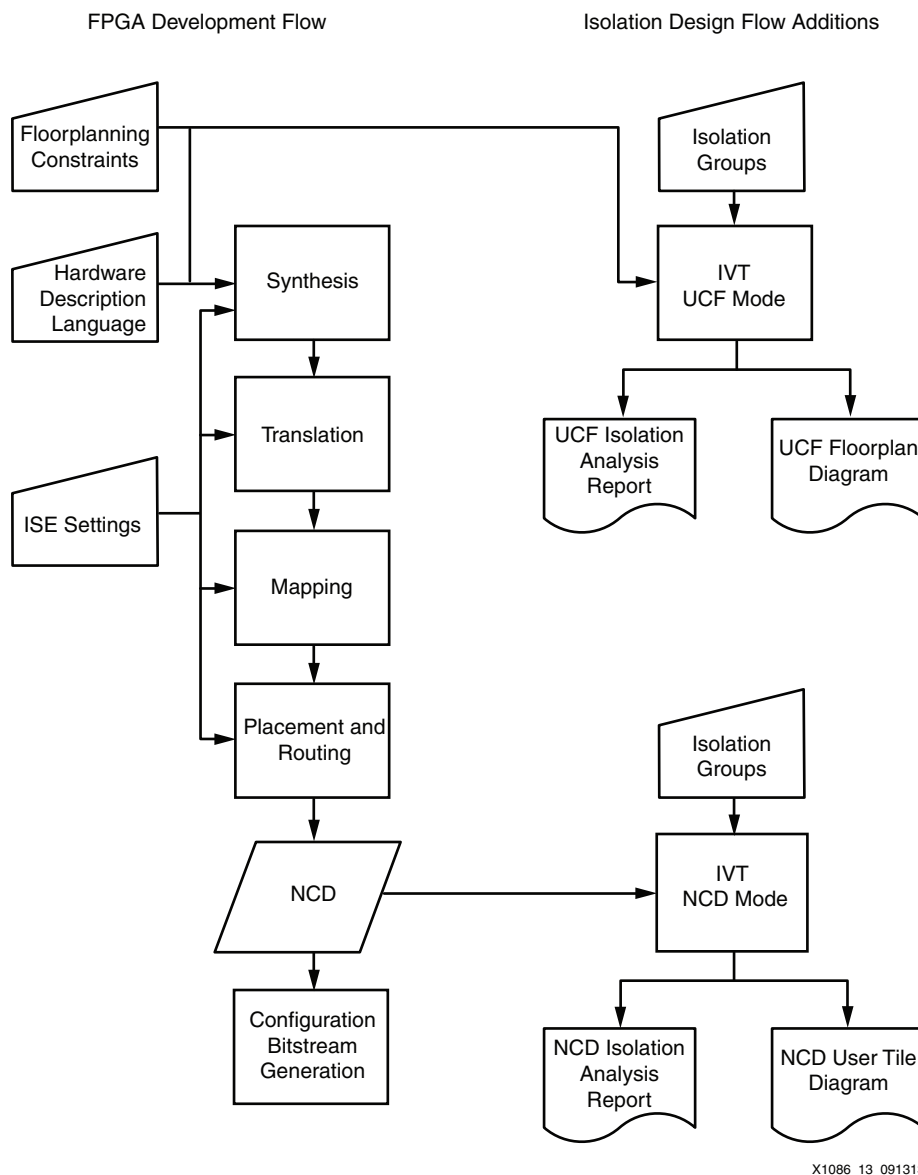 FPGA Development Flow
Isolation Design Flow Additions
Floorplanning
Constraints
Isolation
Groups
Hardware
Description
Language
Synthesis
IVT
UCF Mode
Translation
UCF Isolation
Analysis
Report
UCF Floorplan
Diagram
ISE Settings
Mapping
Placement and
Routing
Isolation
Groups
NCD
IVT
NCD Mode
Configuration
Bitstream
Generation
NCD Isolation
Analysis
Report
NCD User Tile
Diagram
X1086_13_091313